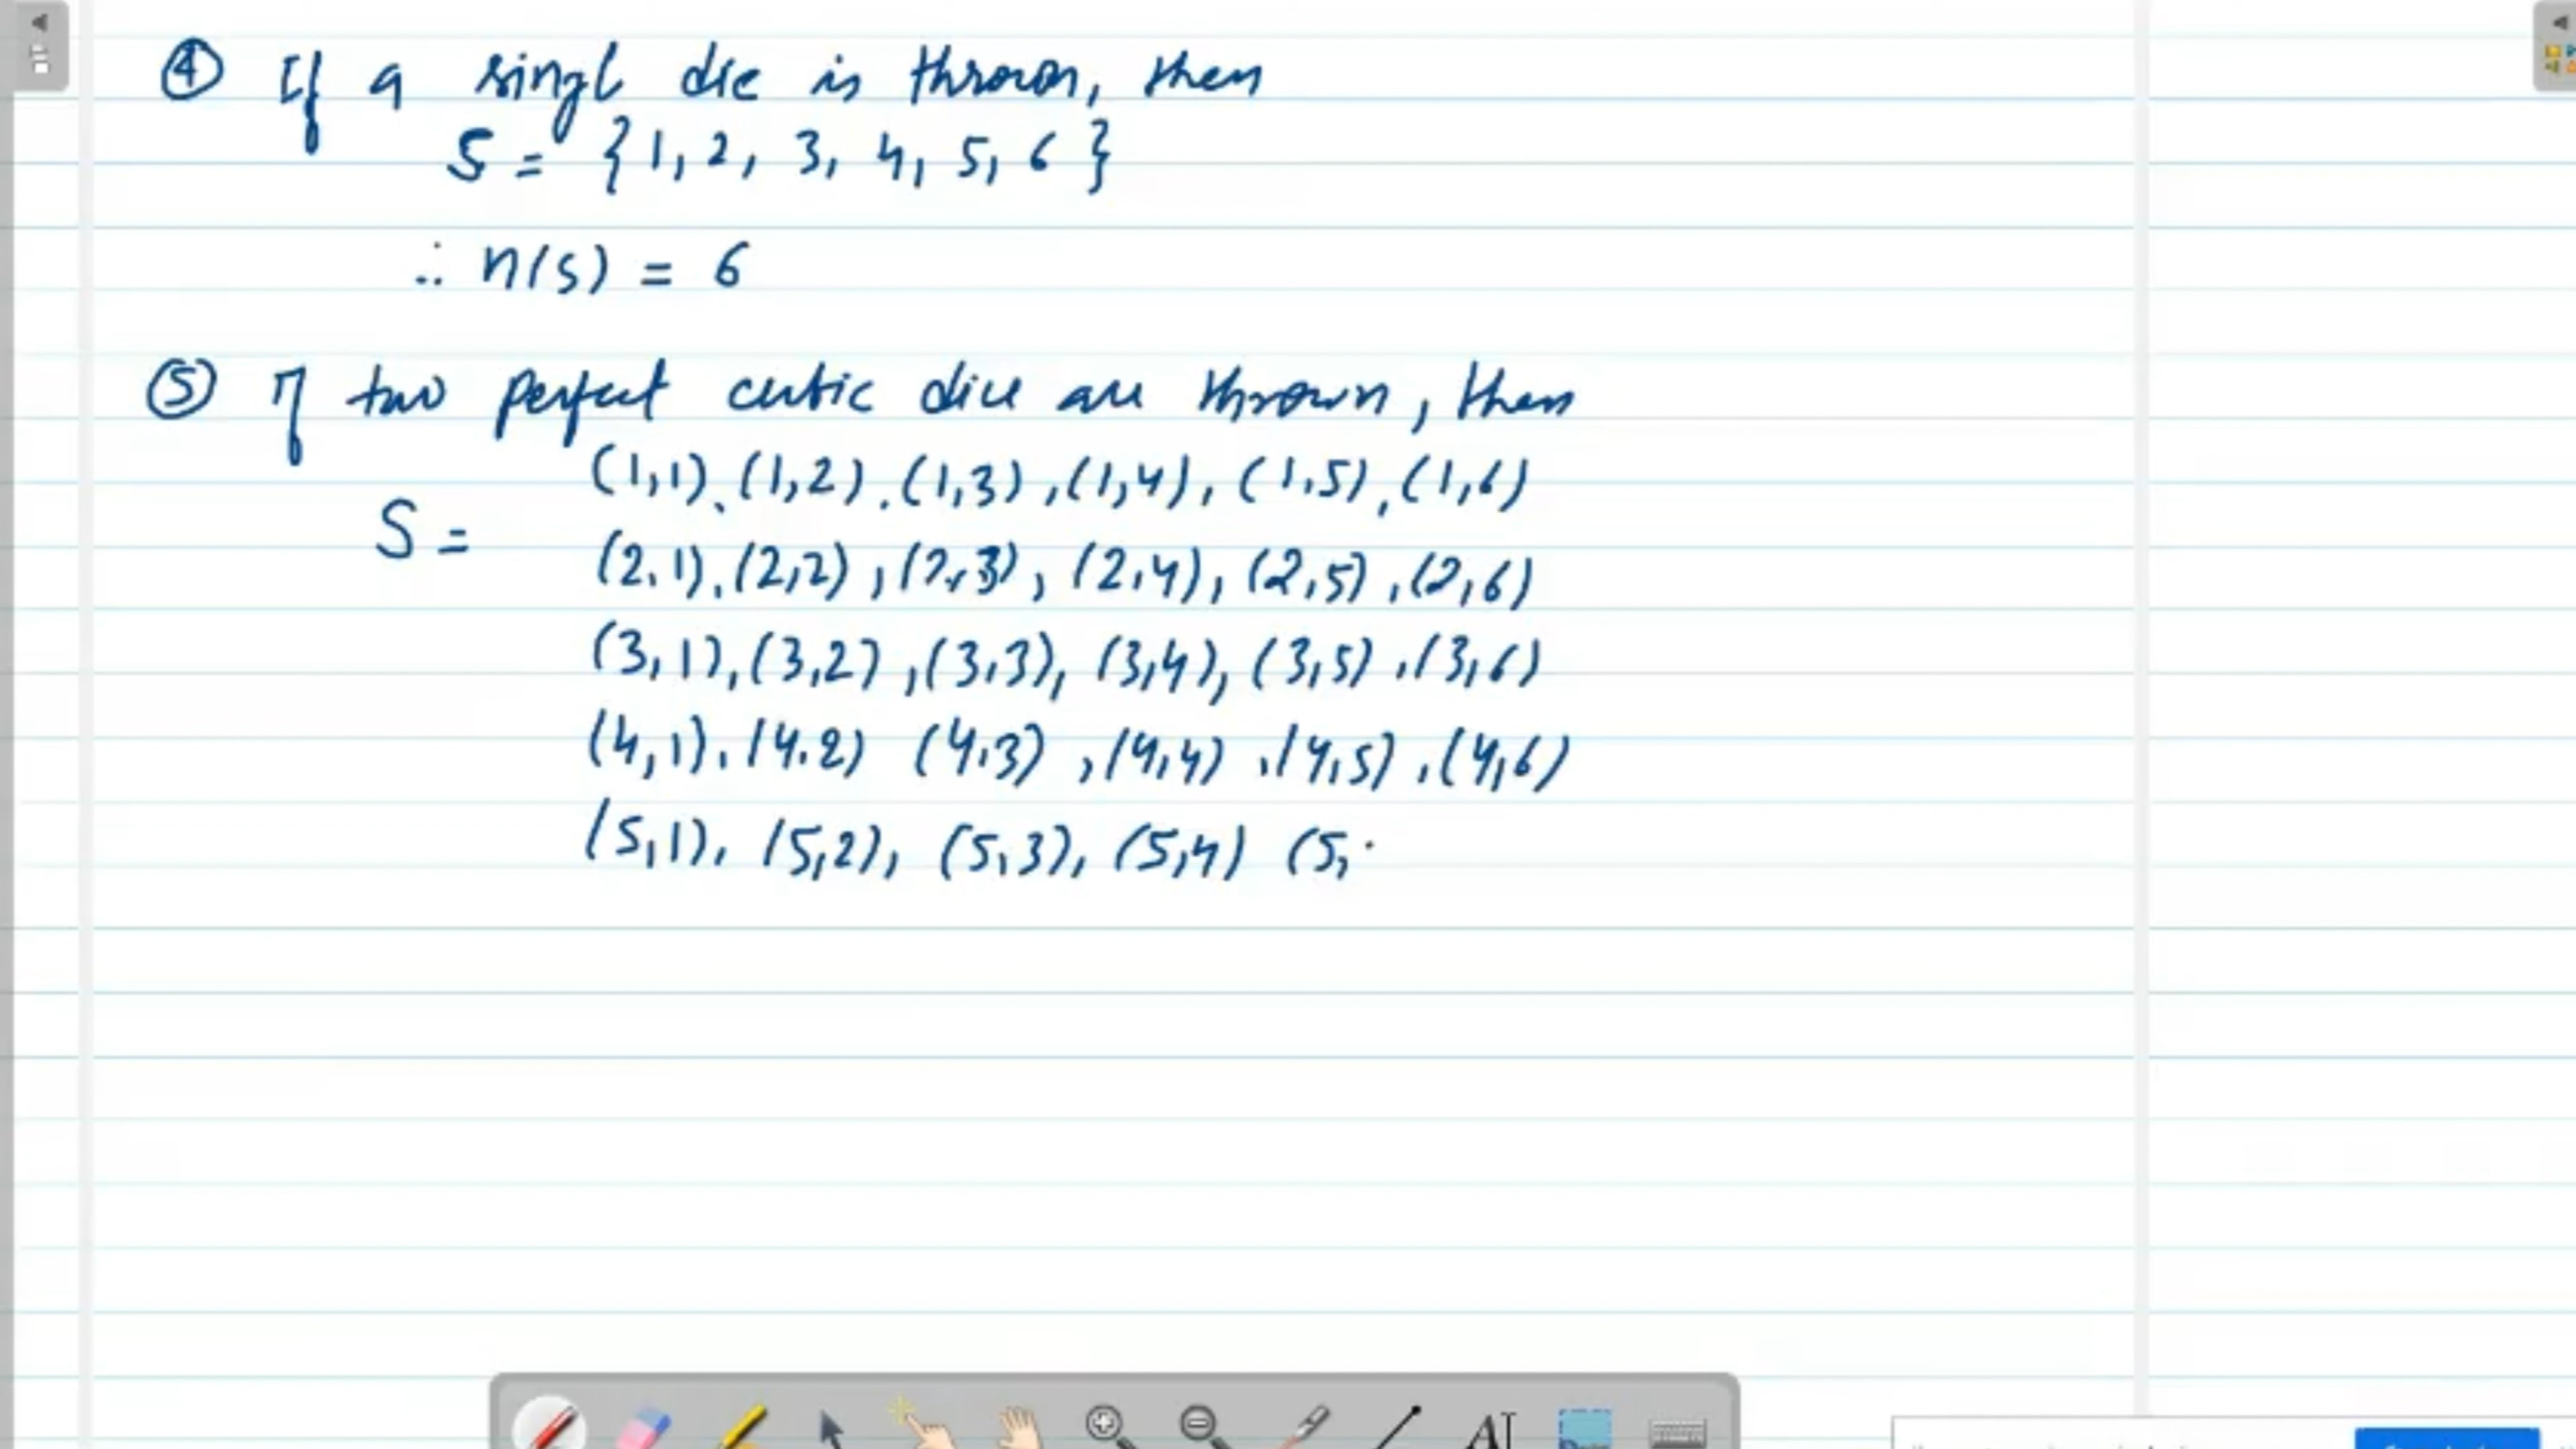 ④ If a singl die is thrown, then
S = {1, 2, 3, 4, 5, 6}
∴ n(s) = 6
⑤ If two perfect cubic dice are thrown, then
(1,1), (1,2), (1,3), (1,4), (1,5), (1,6)
S =
(2,1), (2,2), (2,3), (2,4), (2,5), (2,6)
(3,1), (3,2), (3,3), (3,4), (3,5), (3,6)
(4,1), (4,2) (4,3), (4,4), (4,5), (4,6)
(5,1), (5,2), (5,3), (5,4) (5,